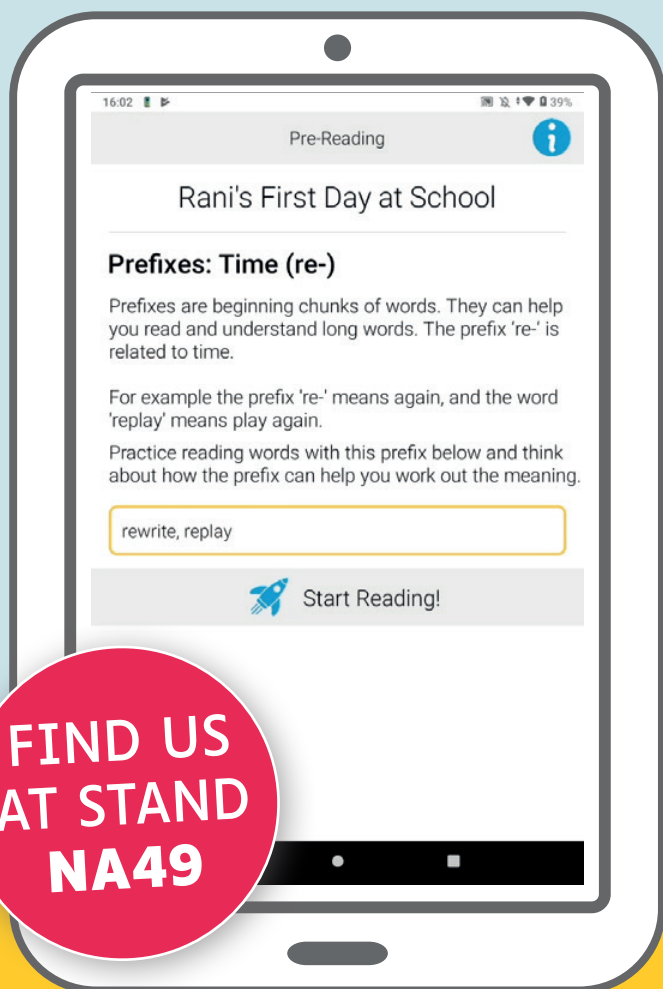 16:02
39%
Pre-Reading
i
Rani's First Day at School
Prefixes: Time (re-)
Prefixes are beginning chunks of words. They can help
you read and understand long words. The prefix 're-' is
related to time.
For example the prefix 're-' means again, and the word
'replay' means play again.
Practice reading words with this prefix below and think
about how the prefix can help you work out the meaning.
rewrite, replay
Start Reading!
FIND US
AT STAND
NA49